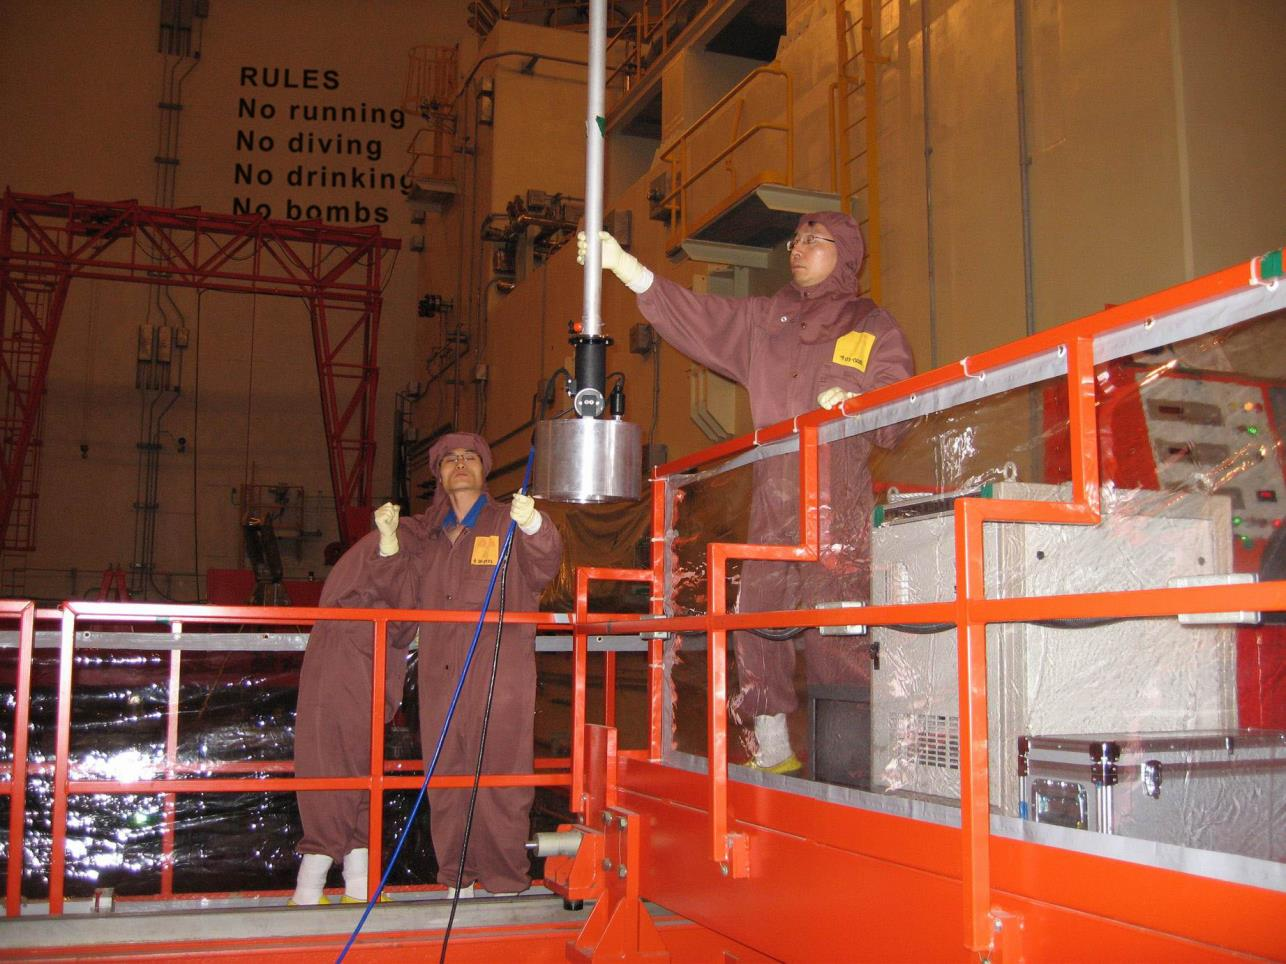 RULES
No running
No diving
No drinking
No bombs